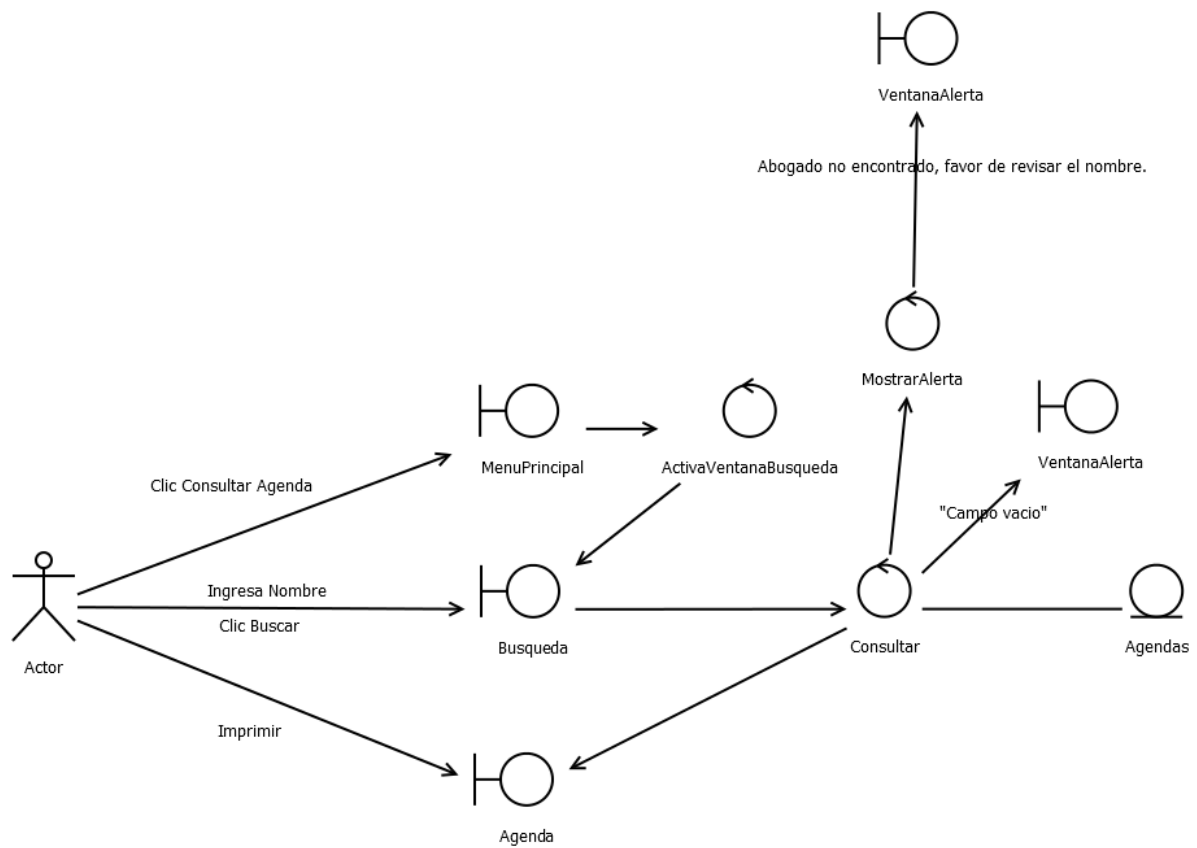 VentanaAlerta
Abogado no encontrado, favor de revisar el nombre.
MostrarAlerta
MenuPrincipal
ActivaVentanaBusqueda
VentanaAlerta
Clic Consultar Agenda
"Campo vacio"
Ingresa Nombre
Clic Buscar
Busqueda
Consultar
Agendas
Actor
Imprimir
Agenda